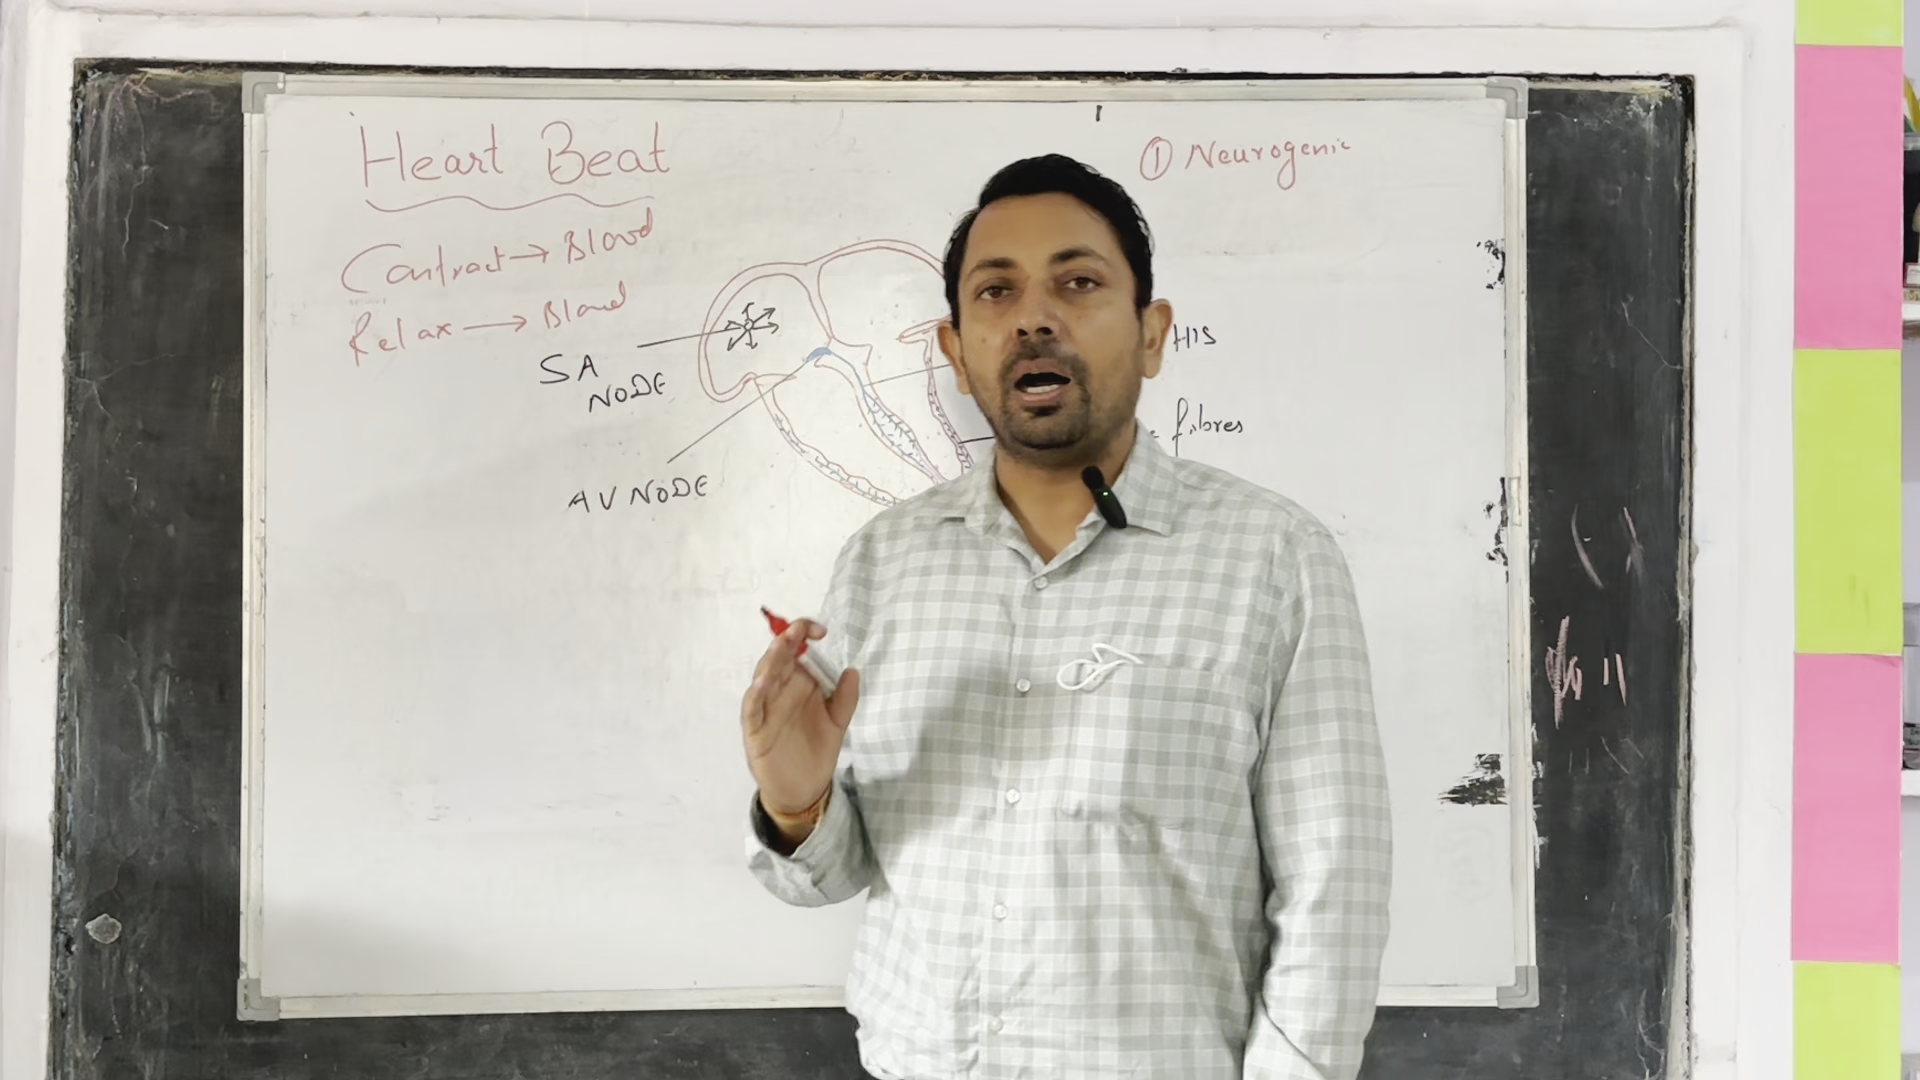 Heart Beat
Contract → Blood
Relax → Blood
SA
NODE
AV NODE
① Neurogenic
HIS
fibres